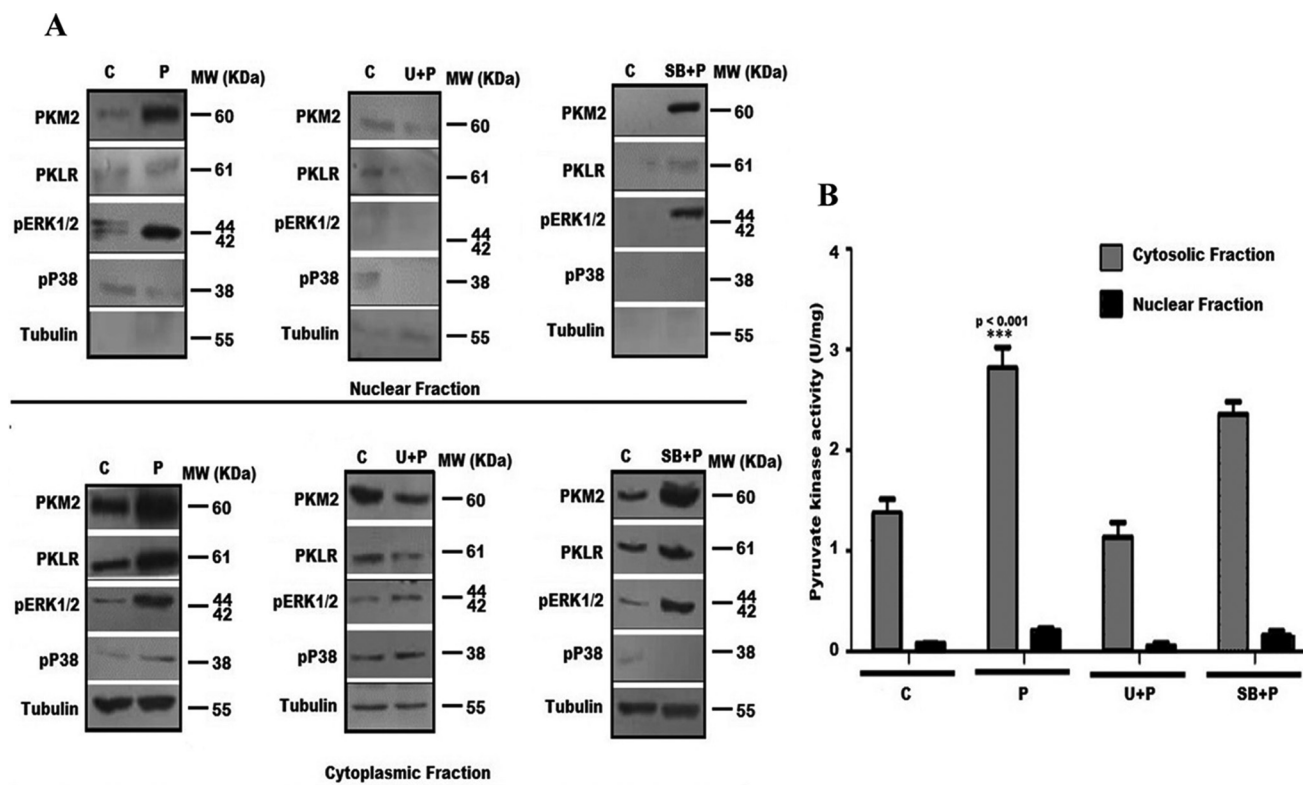 A
C P MW (KDa)
PKM2 60
PKLR 61
pERK1/2 44
42
pP38 38
Tubulin 55
C U+P MW (KDa)
PKM2 60
PKLR 61
pERK1/2 44
42
pP38 38
Tubulin 55
C SB+P MW (KDa)
PKM2 60
PKLR 61
pERK1/2 44
42
pP38 38
Tubulin 55
Nuclear Fraction
C P MW (KDa)
PKM2 60
PKLR 61
pERK1/2 44
42
pP38 38
Tubulin 55
C U+P MW (KDa)
PKM2 60
PKLR 61
pERK1/2 44
42
pP38 38
Tubulin 55
C SB+P MW (KDa)
PKM2 60
PKLR 61
pERK1/2 44
42
pP38 38
Tubulin 55
Cytoplasmic Fraction
B
Cytosolic Fraction
Nuclear Fraction
Pyruvate kinase activity (U/mg)
4
3
2
1
0
p < 0.001
***
C P U+P SB+P